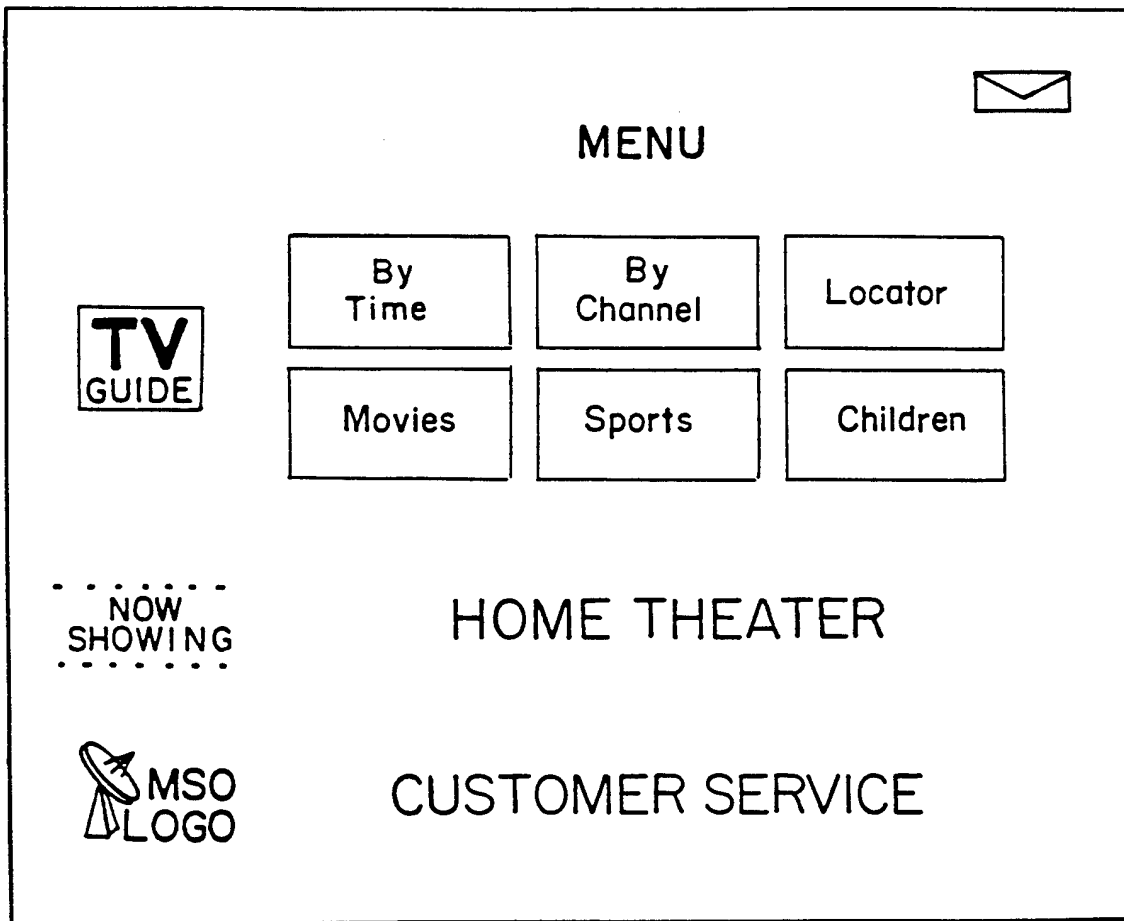 MENU
By
Time
By
Channel
Locator
TV
GUIDE
Movies
Sports
Children
NOW
SHOWING
HOME THEATER
MSO
LOGO
CUSTOMER SERVICE